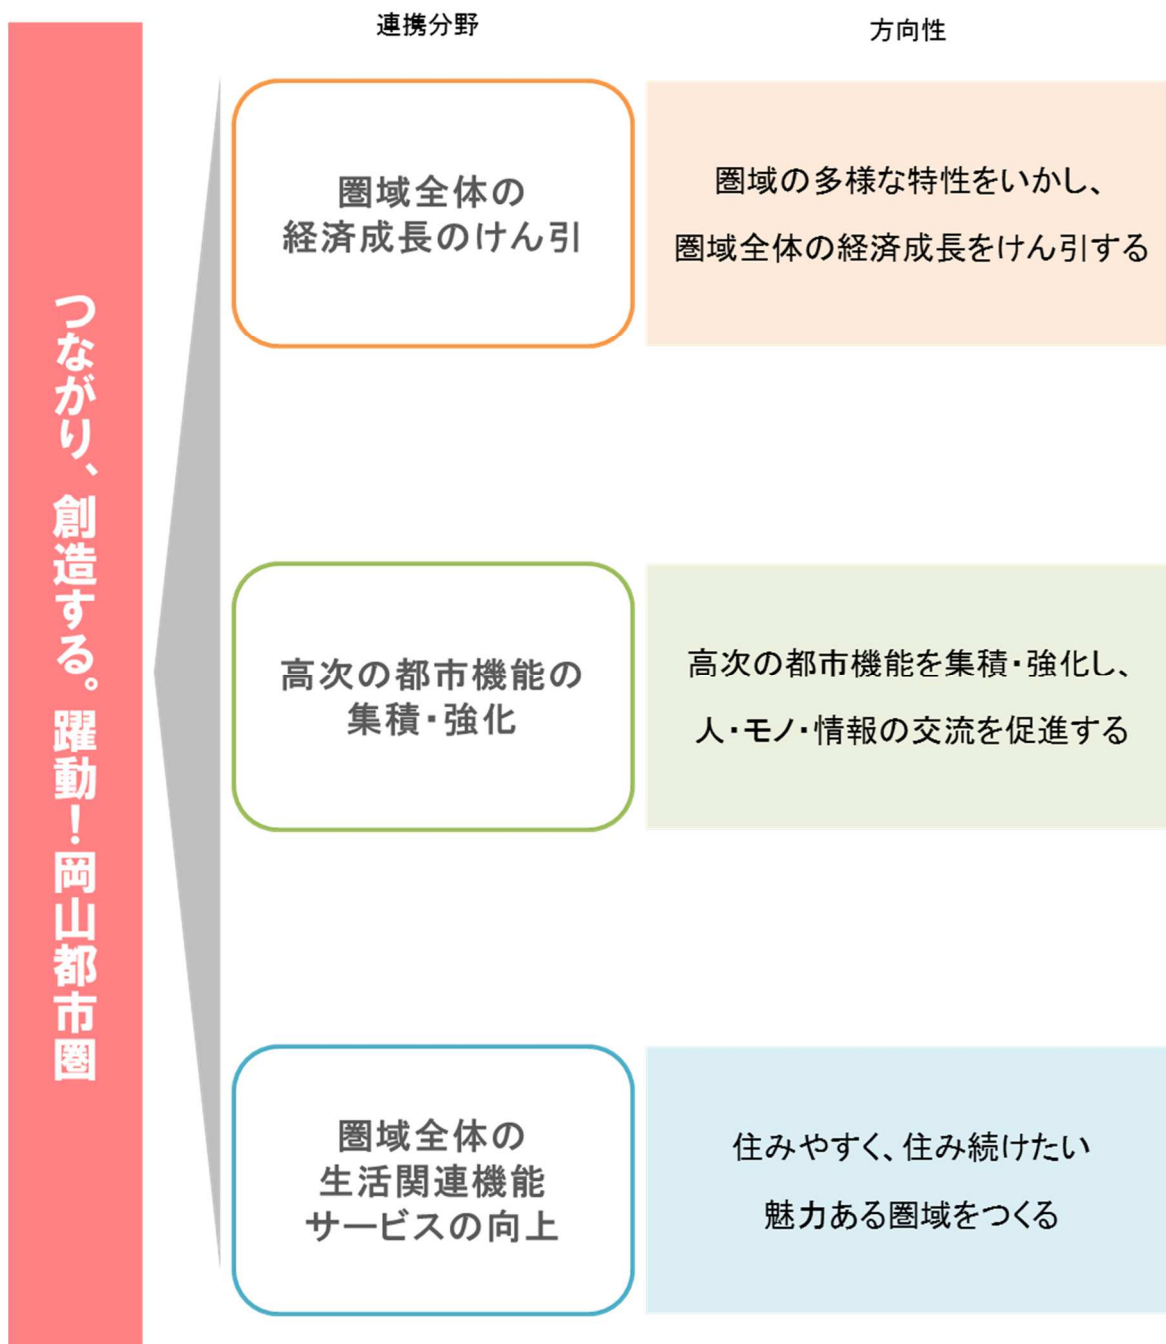 連携分野
方向性
つながり、創造する。躍動！岡山都市圏
圏域全体の
経済成長のけん引
圏域の多様な特性をいかし、
圏域全体の経済成長をけん引する
高次の都市機能の
集積・強化
高次の都市機能を集積・強化し、
人・モノ・情報の交流を促進する
圏域全体の
生活関連機能
サービスの向上
住みやすく、住み続けたい
魅力ある圏域をつくる